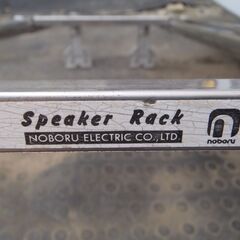 Speaker Rack
NOBORU ELECTRIC CO., LTD
noboru